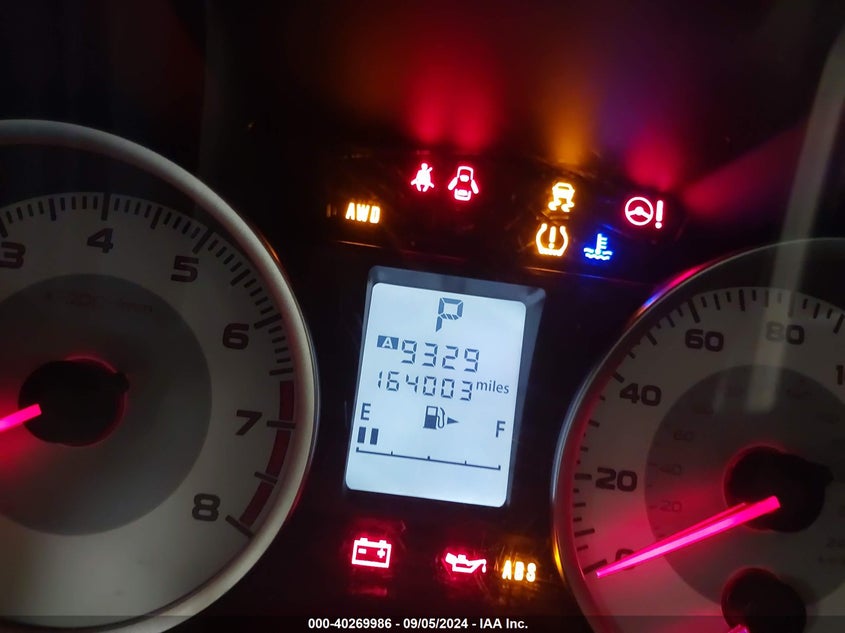 AWD
P
A 9329
164003 miles
E F
ABS
3 4 5 6 7 8
0 20 40 60 80
000-40269986 - 09/05/2024 - IAA Inc.